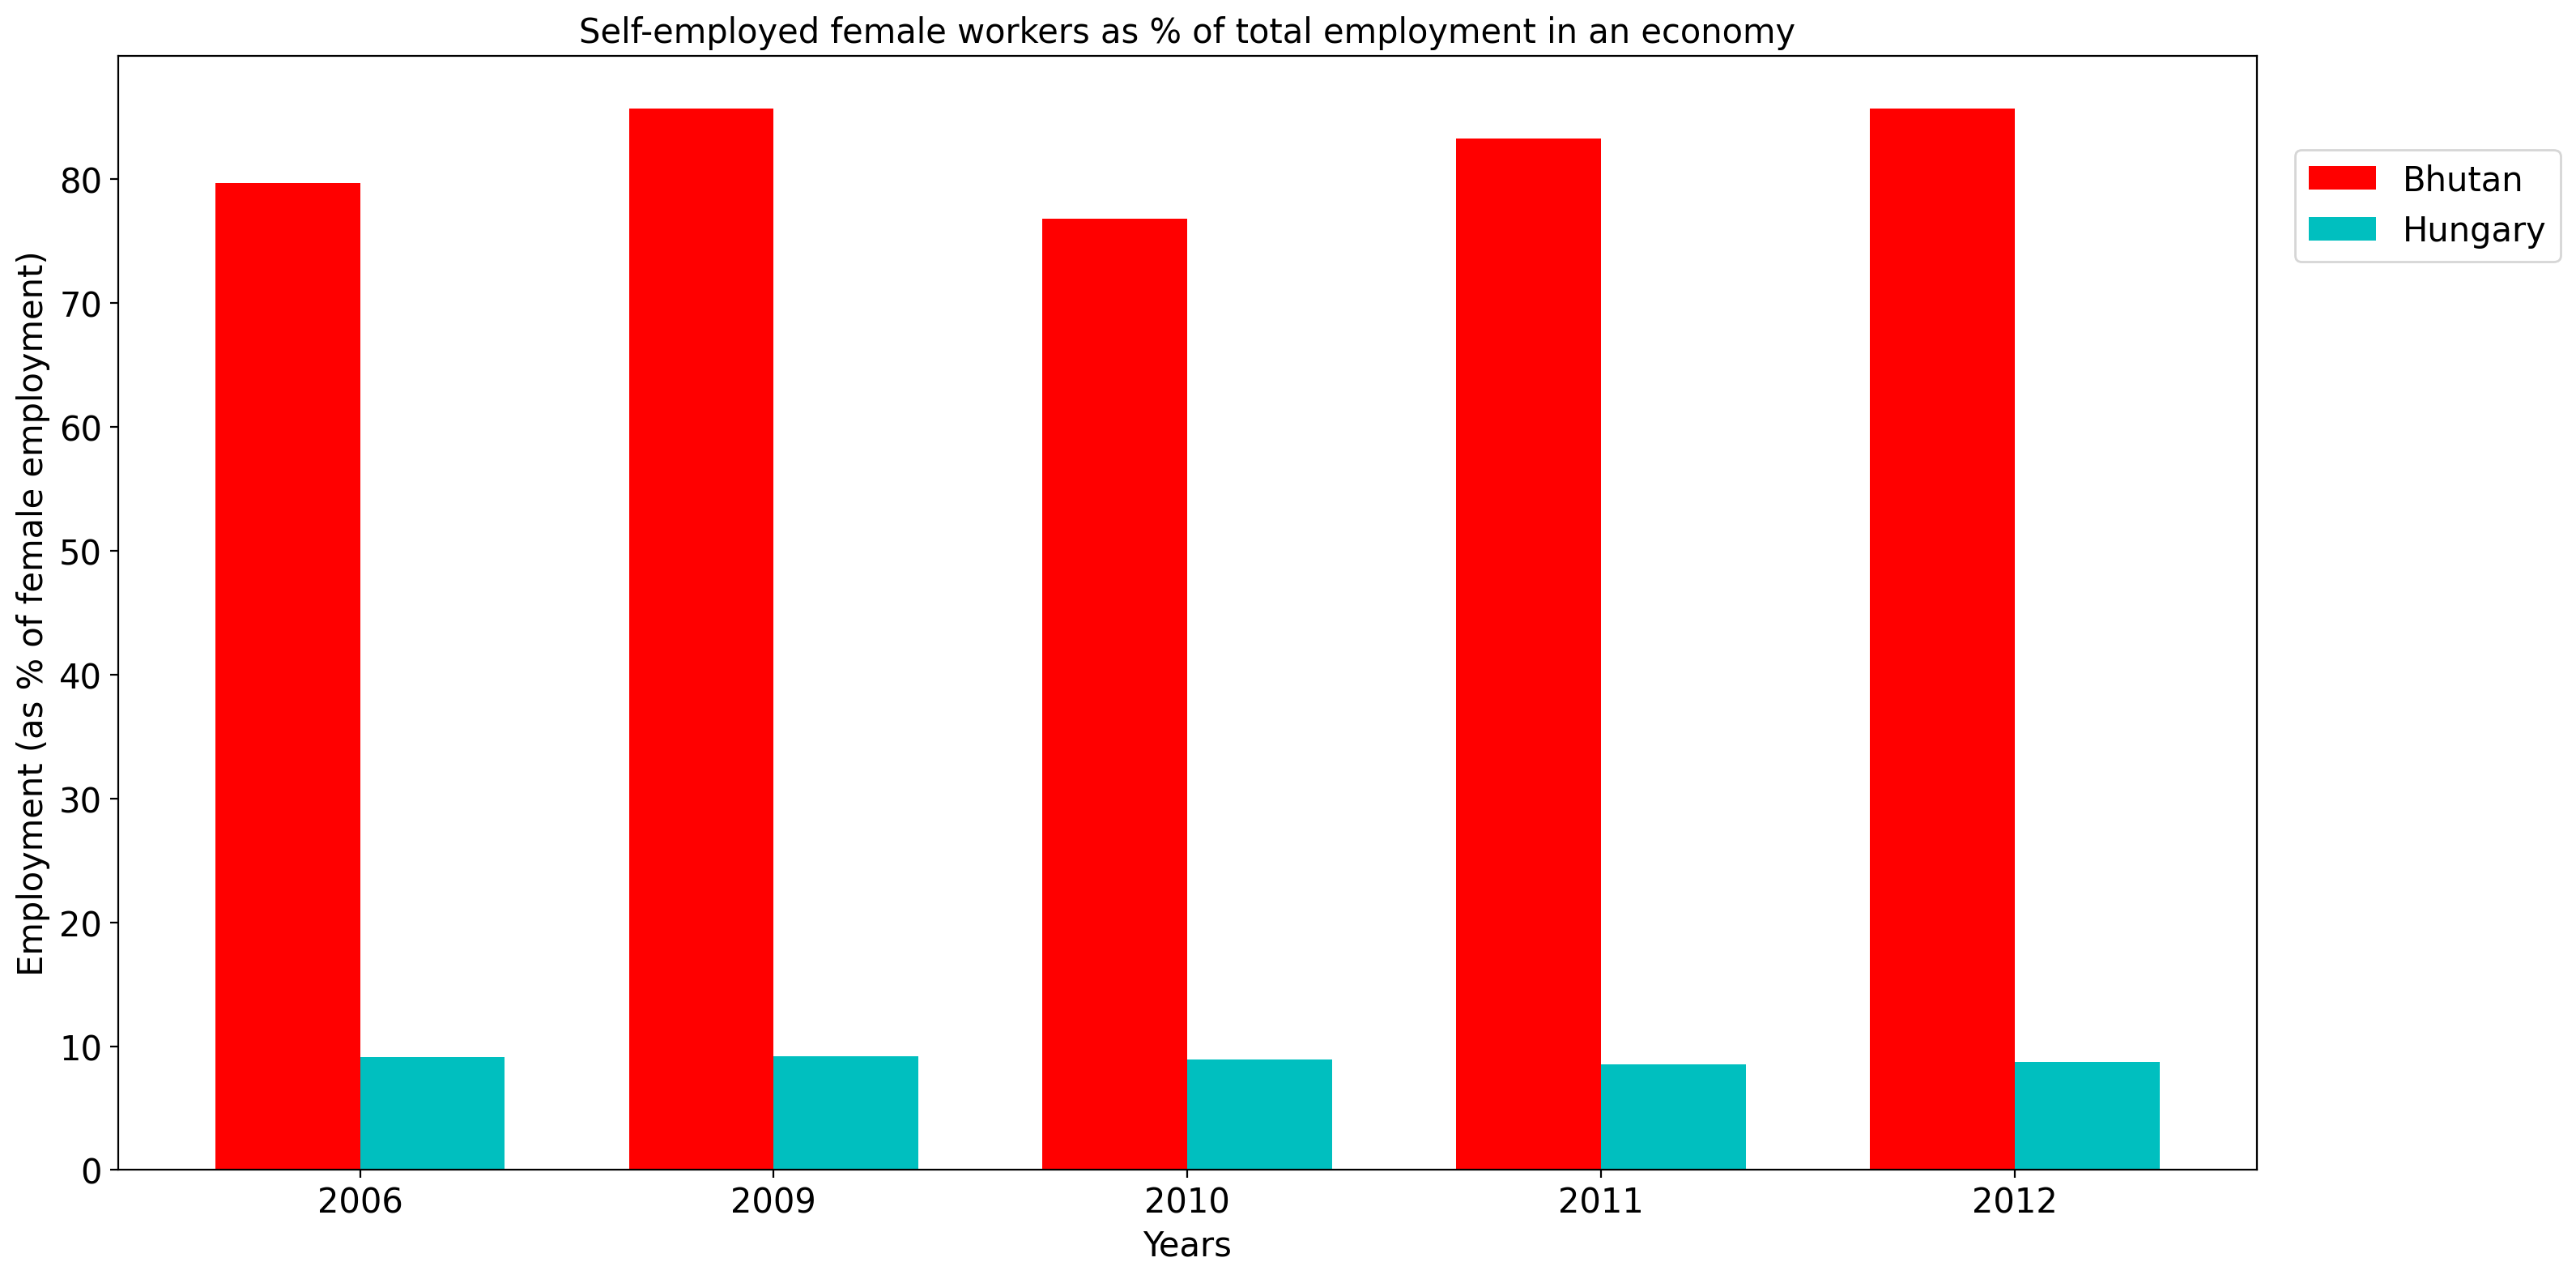 Self-employed female workers as % of total employment in an economy
Employment (as % of female employment)
80
70
60
50
40
30
20
10
0
2006 2009 2010 2011 2012
Years
Bhutan
Hungary